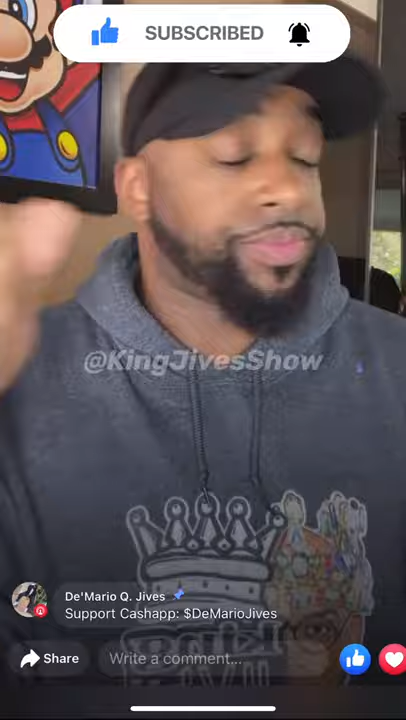 SUBSCRIBED
@KingJivesShow
De'Mario Q. Jives
Support Cashapp: $DeMarioJives
Share
Write a comment...